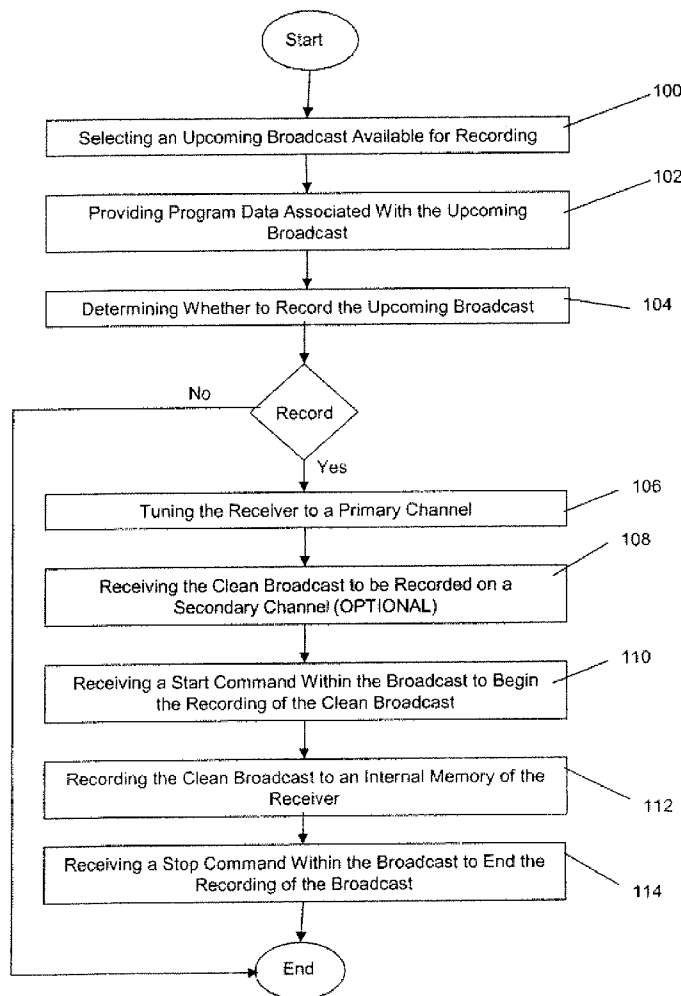 Start
100
Selecting an Upcoming Broadcast Available for Recording
102
Providing Program Data Associated With the Upcoming
Broadcast
Determining Whether to Record the Upcoming Broadcast
104
No
Record
Yes
106
Tuning the Receiver to a Primary Channel
108
Receiving the Clean Broadcast to be Recorded on a
Secondary Channel (OPTIONAL)
110
Receiving a Start Command Within the Broadcast to Begin
the Recording of the Clean Broadcast
Recording the Clean Broadcast to an Internal Memory of the
Receiver
112
Receiving a Stop Command Within the Broadcast to End the
Recording of the Broadcast
114
End